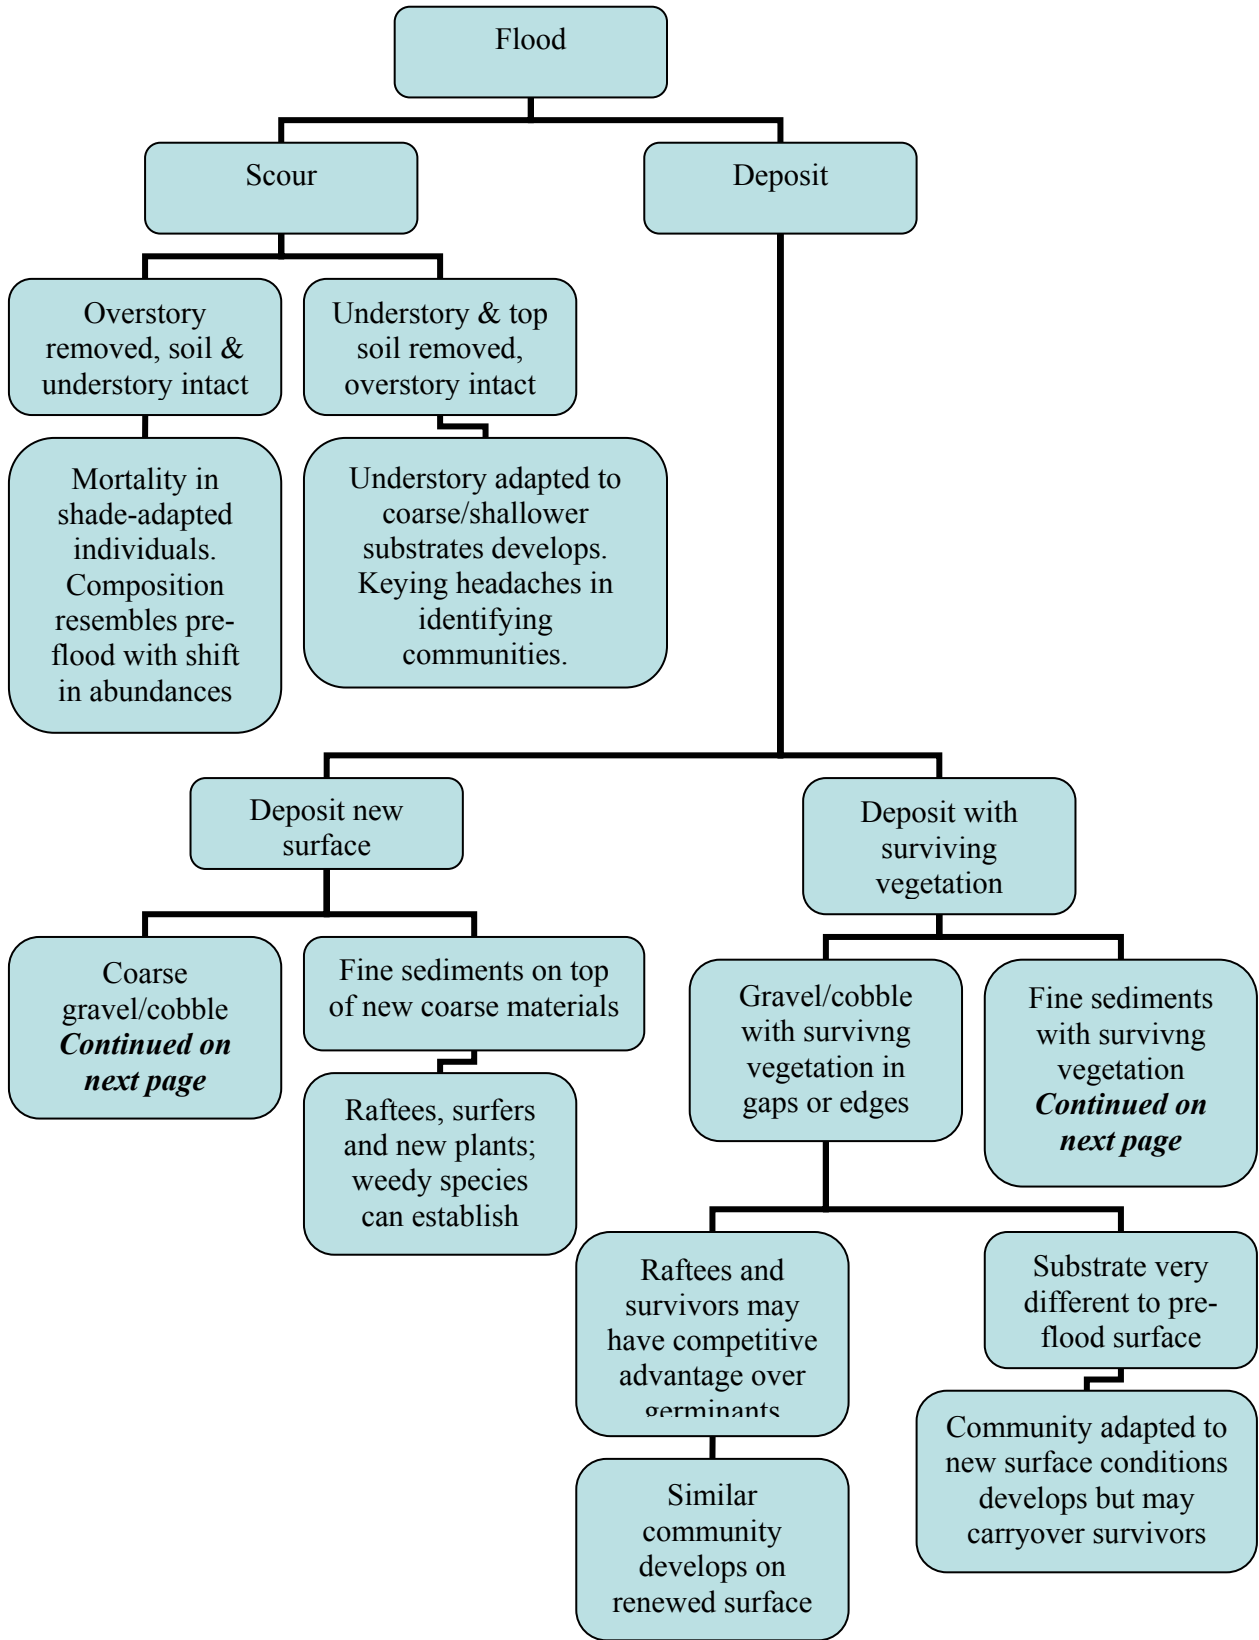 Flood
Scour
Deposit
Overstory
removed, soil &
understory intact
Understory & top
soil removed,
overstory intact
Mortality in
shade-adapted
individuals.
Composition
resembles pre-
flood with shift
in abundances
Understory adapted to
coarse/shallower
substrates develops.
Keying headaches in
identifying
communities.
Deposit new
surface
Deposit with
surviving
vegetation
Coarse
gravel/cobble
Continued on
next page
Fine sediments on top
of new coarse materials
Gravel/cobble
with survivng
vegetation in
gaps or edges
Fine sediments
with survivng
vegetation
Continued on
next page
Raftees, surfers
and new plants;
weedy species
can establish
Raftees and
survivors may
have competitive
advantage over
germinants
Substrate very
different to pre-
flood surface
Similar
community
develops on
renewed surface
Community adapted to
new surface conditions
develops but may
carryover survivors